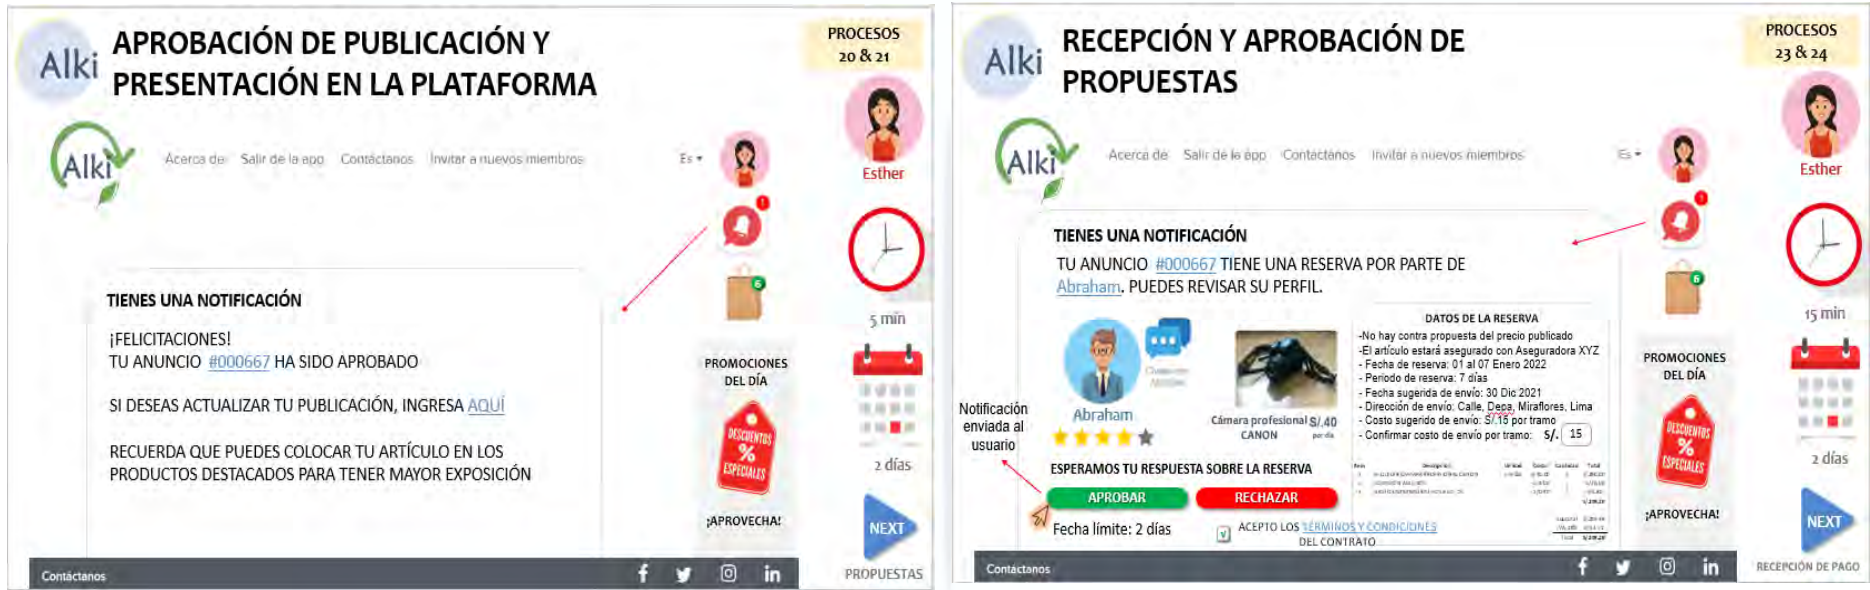 Alki
APROBACIÓN DE PUBLICACIÓN Y
PRESENTACIÓN EN LA PLATAFORMA
PROCESOS
20 & 21
Esther
5 min
2 días
NEXT
PROPUESTAS
Alki
Acerca de
Salir de la app
Contáctanos
Invitar a nuevos miembros
Es
1
6
TIENES UNA NOTIFICACIÓN
¡FELICITACIONES!
TU ANUNCIO #000667 HA SIDO APROBADO
SI DESEAS ACTUALIZAR TU PUBLICACIÓN, INGRESA AQUÍ
RECUERDA QUE PUEDES COLOCAR TU ARTÍCULO EN LOS
PRODUCTOS DESTACADOS PARA TENER MAYOR EXPOSICIÓN
PROMOCIONES
DEL DÍA
DESCUENTOS
%
ESPECIALES
¡APROVECHA!
Contáctanos
Alki
RECEPCIÓN Y APROBACIÓN DE
PROPUESTAS
PROCESOS
23 & 24
Esther
15 min
2 días
NEXT
RECEPCIÓN DE PAGO
Alki
Acerca de
Salir de la app
Contáctanos
Invitar a nuevos miembros
Es
1
6
TIENES UNA NOTIFICACIÓN
TU ANUNCIO #000667 TIENE UNA RESERVA POR PARTE DE
Abraham. PUEDES REVISAR SU PERFIL.
Abraham
Cámara profesional S/.40
CANON por día
DATOS DE LA RESERVA
-No hay contra propuesta del precio publicado
-El artículo estará asegurado con Aseguradora XYZ
- Fecha de reserva: 01 al 07 Enero 2022
- Periodo de reserva: 7 días
- Fecha sugerida de envío: 30 Dic 2021
- Dirección de envío: Calle, Depa, Miraflores, Lima
- Costo sugerido de envío: S/.15 por tramo
- Confirmar costo de envío por tramo: S/. 15
Notificación
enviada al
usuario
ESPERAMOS TU RESPUESTA SOBRE LA RESERVA
APROBAR
RECHAZAR
Fecha límite: 2 días
ACEPTO LOS TÉRMINOS Y CONDICIONES
DEL CONTRATO
PROMOCIONES
DEL DÍA
DESCUENTOS
%
ESPECIALES
¡APROVECHA!
Contáctanos